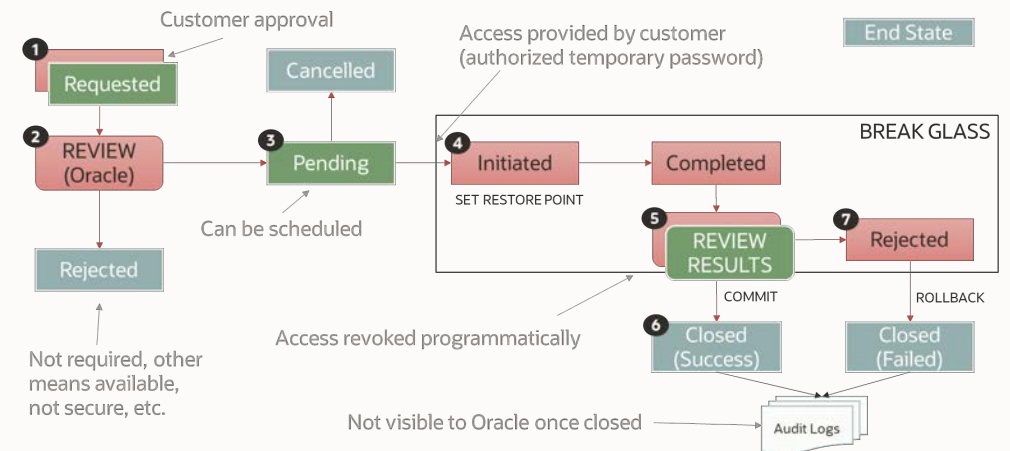 Customer approval
1
Requested
Cancelled
Access provided by customer
(authorized temporary password)
End State
BREAK GLASS
2
REVIEW
(Oracle)
3
Pending
4
Initiated
Completed
SET RESTORE POINT
Can be scheduled
5
REVIEW
RESULTS
7
Rejected
Rejected
COMMIT
ROLLBACK
Access revoked programmatically
6
Closed
(Success)
Closed
(Failed)
Not required, other
means available,
not secure, etc.
Not visible to Oracle once closed
Audit Logs